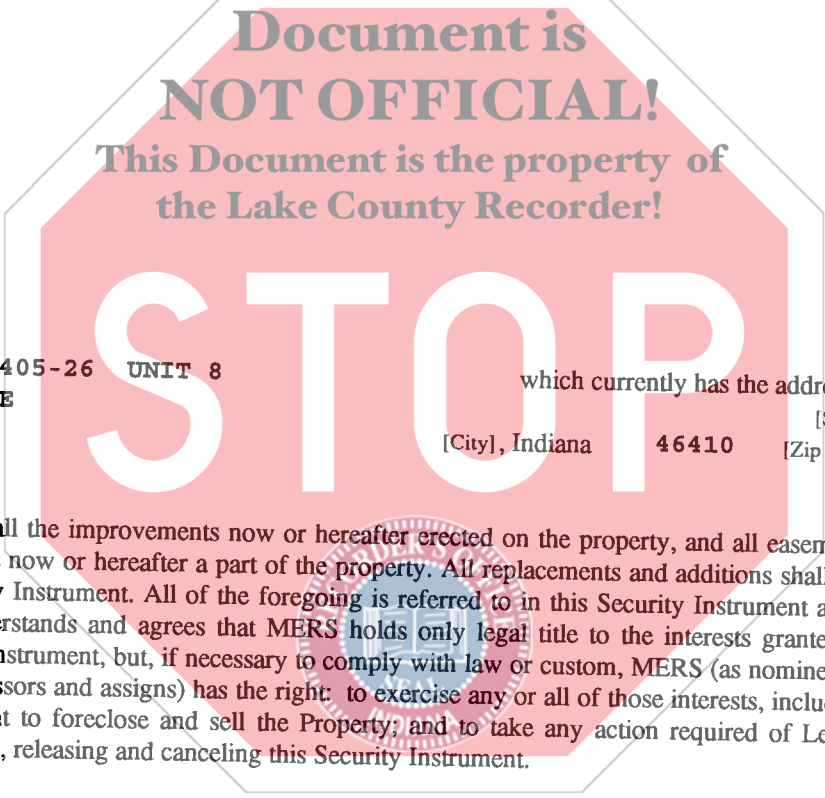 Document is
NOT OFFICIAL!
This Document is the property of
the Lake County Recorder!
STOP
405-26 UNIT 8
which currently has the addr
E
[S
[City], Indiana 46410 [Zip
all the improvements now or hereafter erected on the property, and all easem
now or hereafter a part of the property. All replacements and additions shall
Instrument. All of the foregoing is referred to in this Security Instrument a
erstands and agrees that MERS holds only legal title to the interests grante
nstrument, but, if necessary to comply with law or custom, MERS (as nomine
ssors and assigns) has the right: to exercise any or all of those interests, inclu
t to foreclose and sell the Property; and to take any action required of Le
, releasing and canceling this Security Instrument.
SEAL